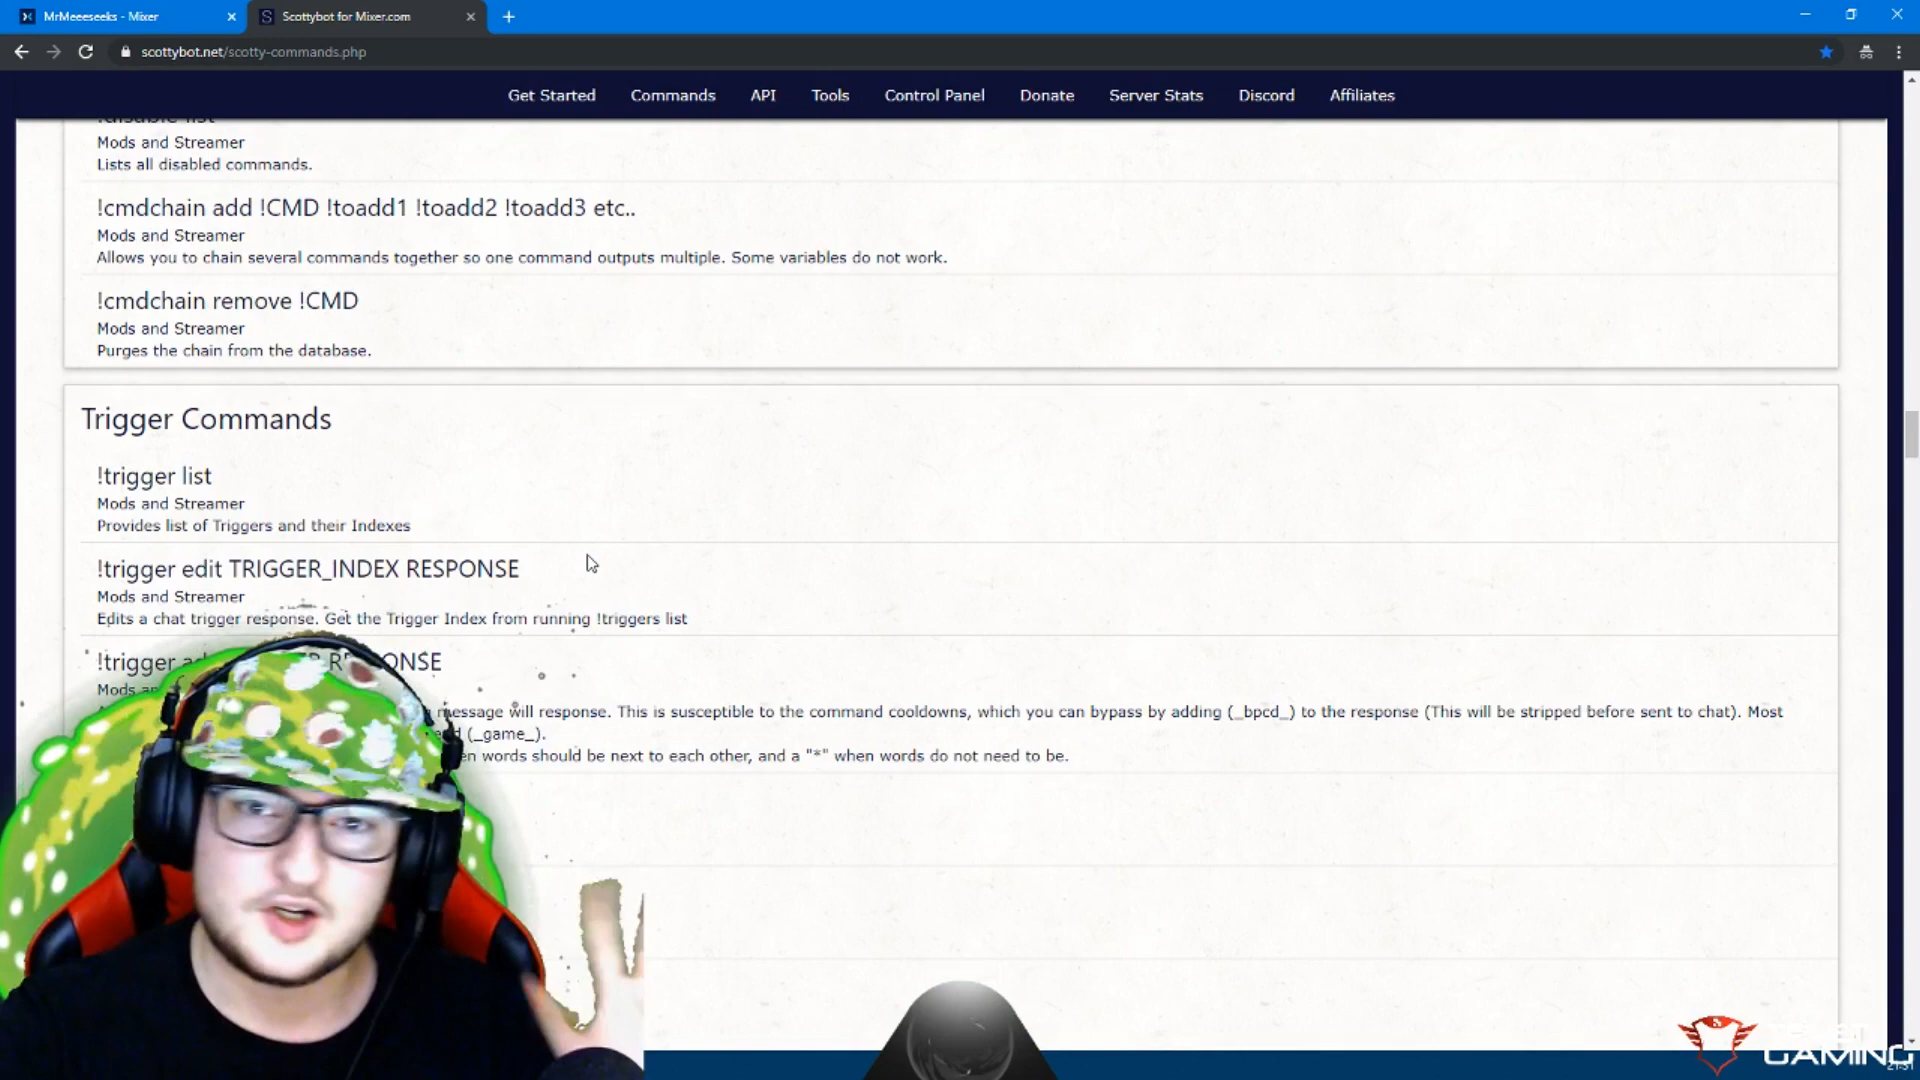 MrMeeeseeks - Mixer
Scottybot for Mixer.com
scottybot.net/scotty-commands.php
Get Started Commands API Tools Control Panel Donate Server Stats Discord Affiliates
!disable list
Mods and Streamer
Lists all disabled commands.
!cmdchain add !CMD !toadd1 !toadd2 !toadd3 etc..
Mods and Streamer
Allows you to chain several commands together so one command outputs multiple. Some variables do not work.
!cmdchain remove !CMD
Mods and Streamer
Purges the chain from the database.
Trigger Commands
!trigger list
Mods and Streamer
Provides list of Triggers and their Indexes
!trigger edit TRIGGER_INDEX RESPONSE
Mods and Streamer
Edits a chat trigger response. Get the Trigger Index from running !triggers list
!trigger
Mods
message will response. This is susceptible to the command cooldowns, which you can bypass by adding (_bpcd_) to the response (This will be stripped before sent to chat). Most
(_game_).
words should be next to each other, and a "*" when words do not need to be.
GAMING